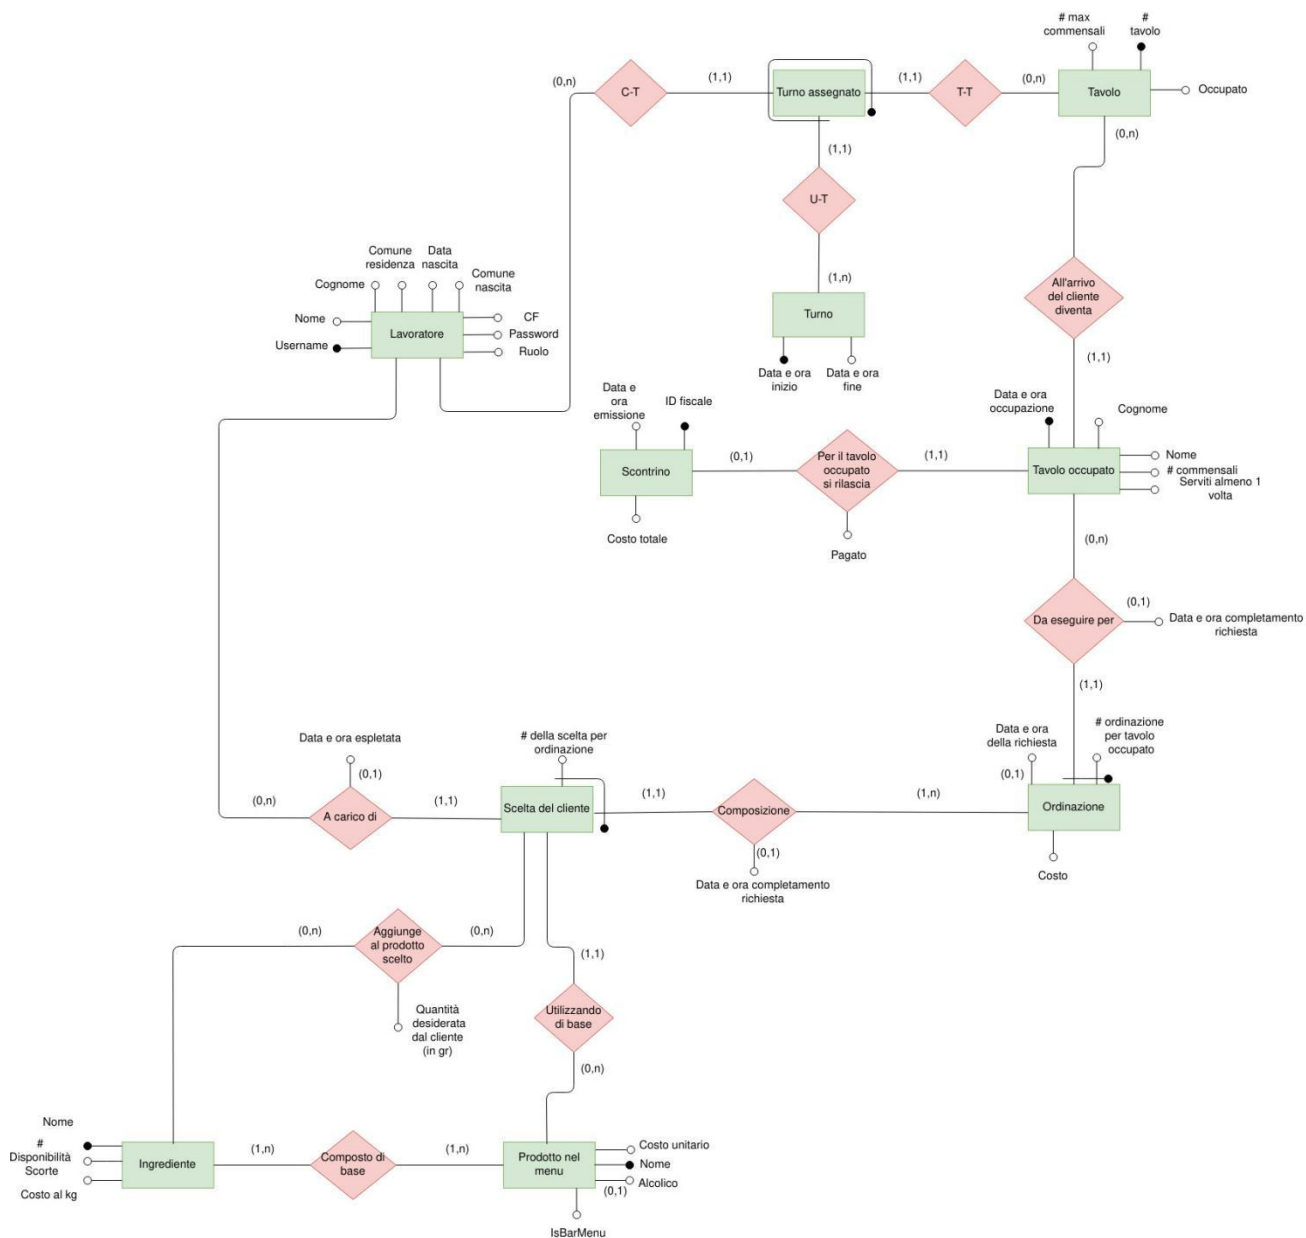 # max
commensali
#
tavolo
(0,n)
C-T
(1,1)
Turno assegnato
(1,1)
T-T
(0,n)
Tavolo
Occupato
(0,n)
(1,1)
U-T
(1,n)
Turno
Data e ora
inizio
Data e ora
fine
Comune
residenza
Data
nascita
Comune
nascita
Cognome
Nome
Username
Lavoratore
CF
Password
Ruolo
All'arrivo
del cliente
diventa
(1,1)
Data e ora
occupazione
Cognome
Data e
ora
emissione
ID fiscale
Scontrino
(0,1)
Per il tavolo
occupato
si rilascia
(1,1)
Tavolo occupato
Nome
# commensali
Serviti almeno 1
volta
Costo totale
Pagato
(0,n)
Da eseguire per
(0,1)
Data e ora completamento
richiesta
(1,1)
Data e ora
della richiesta
(0,1)
# ordinazione
per tavolo
occupato
Data e ora espletata
(0,1)
# della scelta per
ordinazione
(0,n)
A carico di
(1,1)
Scelta del cliente
(1,1)
Composizione
(1,n)
Ordinazione
(0,1)
Data e ora completamento
richiesta
Costo
(0,n)
Aggiunge
al prodotto
scelto
(0,n)
(1,1)
Quantità
desiderata
dal cliente
(in gr)
Utilizzando
di base
(0,n)
Nome
#
Disponibilità
Scorte
Costo al kg
Ingrediente
(1,n)
Composto di
base
(1,n)
Prodotto nel
menu
Costo unitario
Nome
Alcolico
(0,1)
IsBarMenu